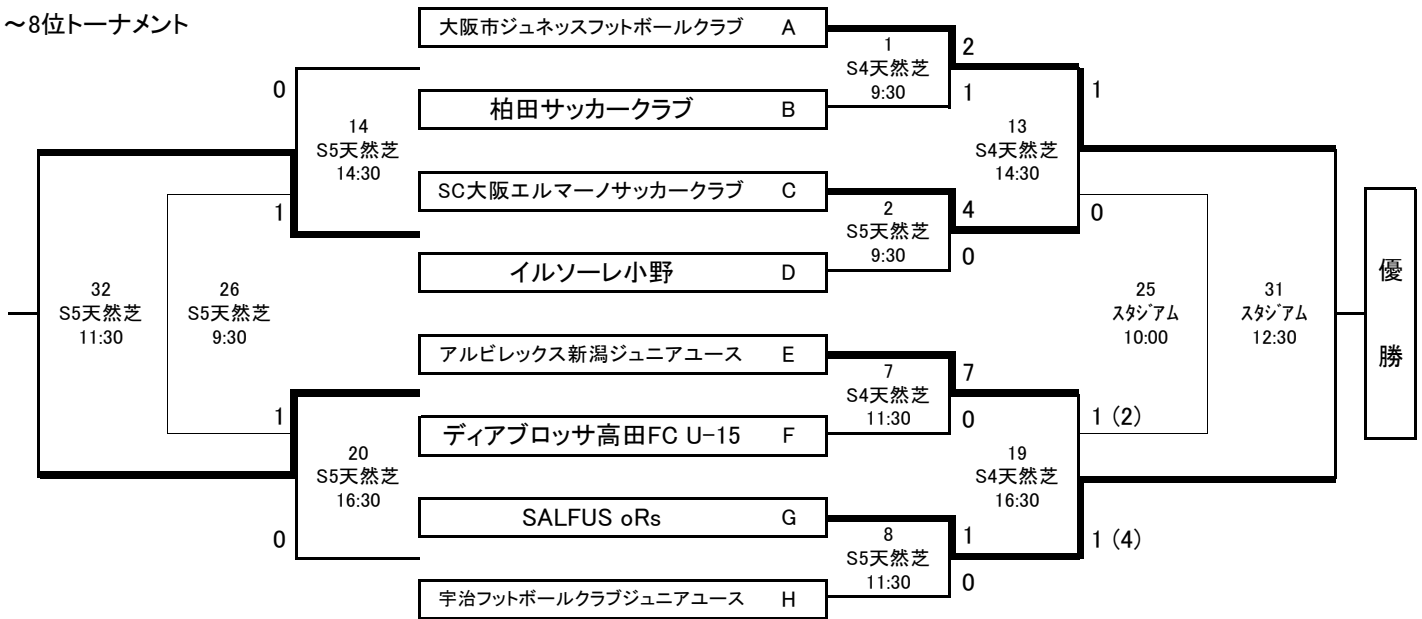 ～8位トーナメント
大阪市ジュネッスフットボールクラブ A
1
S4天然芝
9:30
2
1
柏田サッカークラブ B
0
14
S5天然芝
14:30
1
13
S4天然芝
14:30
1
0
SC大阪エルマーノサッカークラブ C
2
S5天然芝
9:30
4
0
イルソーレ小野 D
32
S5天然芝
11:30
26
S5天然芝
9:30
25
スタジアム
10:00
31
スタジアム
12:30
優
勝
アルビレックス新潟ジュニアユース E
7
S4天然芝
11:30
7
0
ディアブロッサ高田FC U-15 F
1
20
S5天然芝
16:30
0
19
S4天然芝
16:30
1 (2)
1 (4)
SALFUS oRs G
8
S5天然芝
11:30
1
0
宇治フットボールクラブジュニアユース H